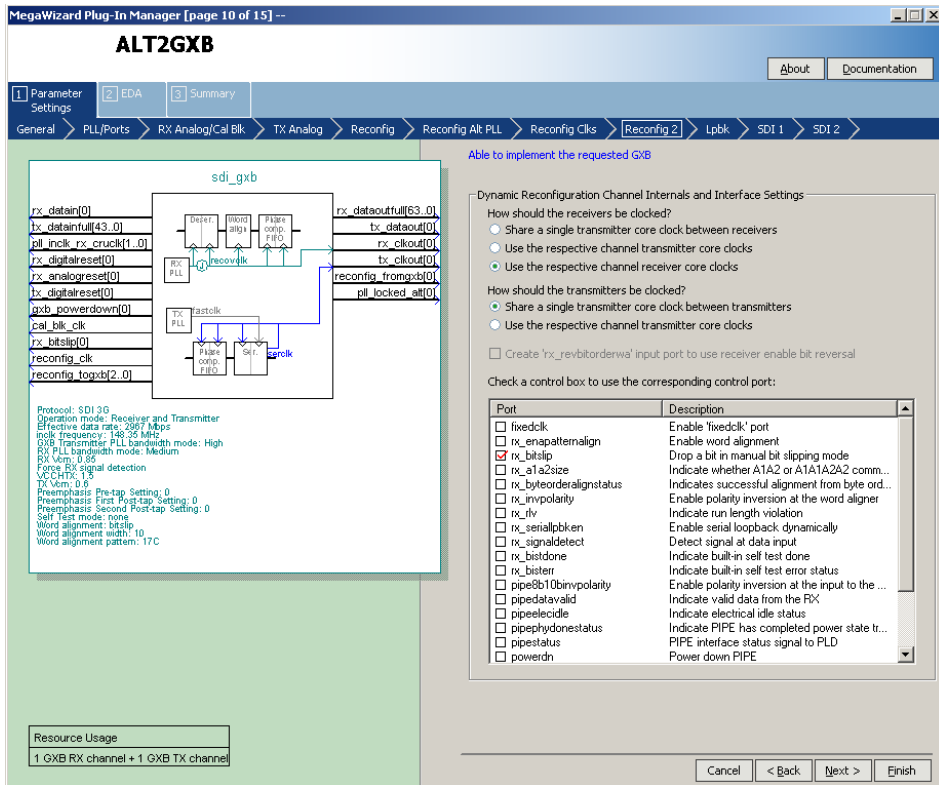 MegaWizard Plug-In Manager [page 10 of 15] --
ALT2GXB
About
Documentation
1 Parameter Settings
2 EDA
3 Summary
General
PLL/Ports
RX Analog/Cal Blk
TX Analog
Reconfig
Reconfig Alt PLL
Reconfig Clks
Reconfig 2
Lpbk
SDI 1
SDI 2
sdi_gxb
rx_datain[0]
tx_datainfull[43..0]
pll_inclk_rx_cruclk[1..0]
rx_digitalreset[0]
rx_analogreset[0]
tx_digitalreset[0]
gxb_powerdown[0]
cal_blk_clk
rx_bitslip[0]
reconfig_clk
reconfig_togxb[2..0]
Deser.
Word align
Phase comp. FIFO
RX PLL
recovclk
TX PLL
fastclk
Phase comp. FIFO
Ser.
serclk
rx_dataoutfull[63..0]
tx_dataout[0]
rx_clkout[0]
tx_clkout[0]
reconfig_fromgxb[0]
pll_locked_alt[0]
Protocol: SDI 3G
Operation mode: Receiver and Transmitter
Effective data rate: 2967 Mbps
inclk frequency: 148.35 MHz
GXB Transmitter PLL bandwidth mode: High
RX PLL bandwidth mode: Medium
RX Vcm: 0.85
Force RX signal detection
VCCHTX: 1.5
TX Vcm: 0.6
Preemphasis Pre-tap Setting: 0
Preemphasis First Post-tap Setting: 0
Preemphasis Second Post-tap Setting: 0
Self Test mode: none
Word alignment: bitslip
Word alignment width: 10
Word alignment pattern: 17C
Resource Usage
1 GXB RX channel + 1 GXB TX channel
Able to implement the requested GXB
Dynamic Reconfiguration Channel Internals and Interface Settings
How should the receivers be clocked?
Share a single transmitter core clock between receivers
Use the respective channel transmitter core clocks
Use the respective channel receiver core clocks
How should the transmitters be clocked?
Share a single transmitter core clock between transmitters
Use the respective channel transmitter core clocks
Create 'rx_revbitorderwa' input port to use receiver enable bit reversal
Check a control box to use the corresponding control port:
Port Description
fixedclk Enable 'fixedclk' port
rx_enapatternalign Enable word alignment
rx_bitslip Drop a bit in manual bit slipping mode
rx_a1a2size Indicate whether A1A2 or A1A1A2A2 comm...
rx_byteorderalignstatus Indicates successful alignment from byte ord...
rx_invpolarity Enable polarity inversion at the word aligner
rx_rlv Indicate run length violation
rx_seriallpbken Enable serial loopback dynamically
rx_signaldetect Detect signal at data input
rx_bistdone Indicate built-in self test done
rx_bisterr Indicate built-in self test error status
pipe8b10binvpolarity Enable polarity inversion at the input to the ...
pipedatavalid Indicate valid data from the RX
pipeelecidle Indicate electrical idle status
pipephydonestatus Indicate PIPE has completed power state tr...
pipestatus PIPE interface status signal to PLD
powerdn Power down PIPE
Cancel
< Back
Next >
Finish